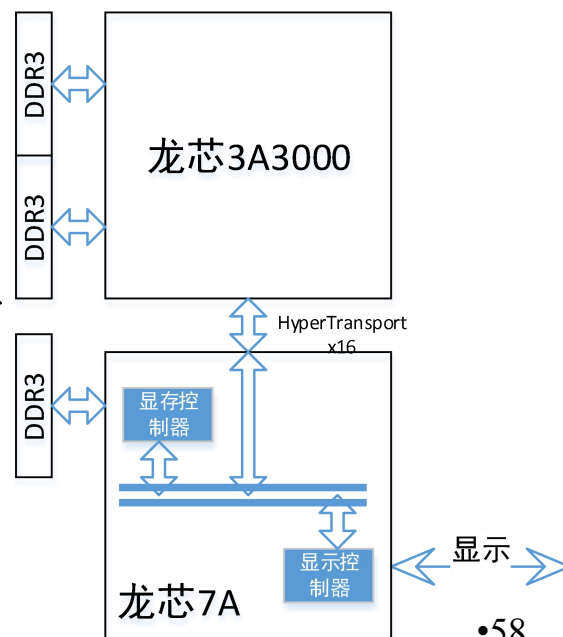 DDR3
DDR3
龙芯3A3000
HyperTransport
x16
DDR3
显存控
制器
显示控
制器
显示
龙芯7A
•58